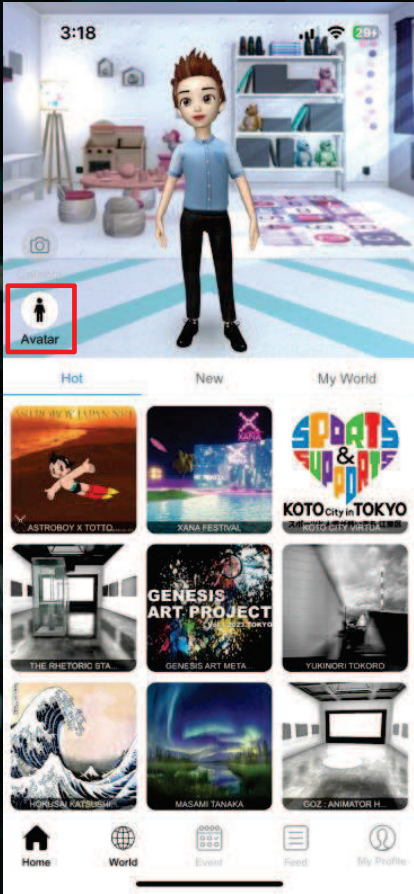 3:18
29
Camera
Avatar
Hot
New
My World
ASTROBOY X TOTTO...
XANA
XANA FESTIVAL
SPORTS
&
SUPPORTS
KOTO City in TOKYO
KOTO CITY VIRTUA...
THE RHETORIC STA...
GENESIS
ART PROJECT
GENESIS ART META...
YUKINORI TOKORO
HOKUSAI KATSUSHI...
MASAMI TANAKA
GOZ : ANIMATOR H...
Home
World
Event
Feed
My Profile